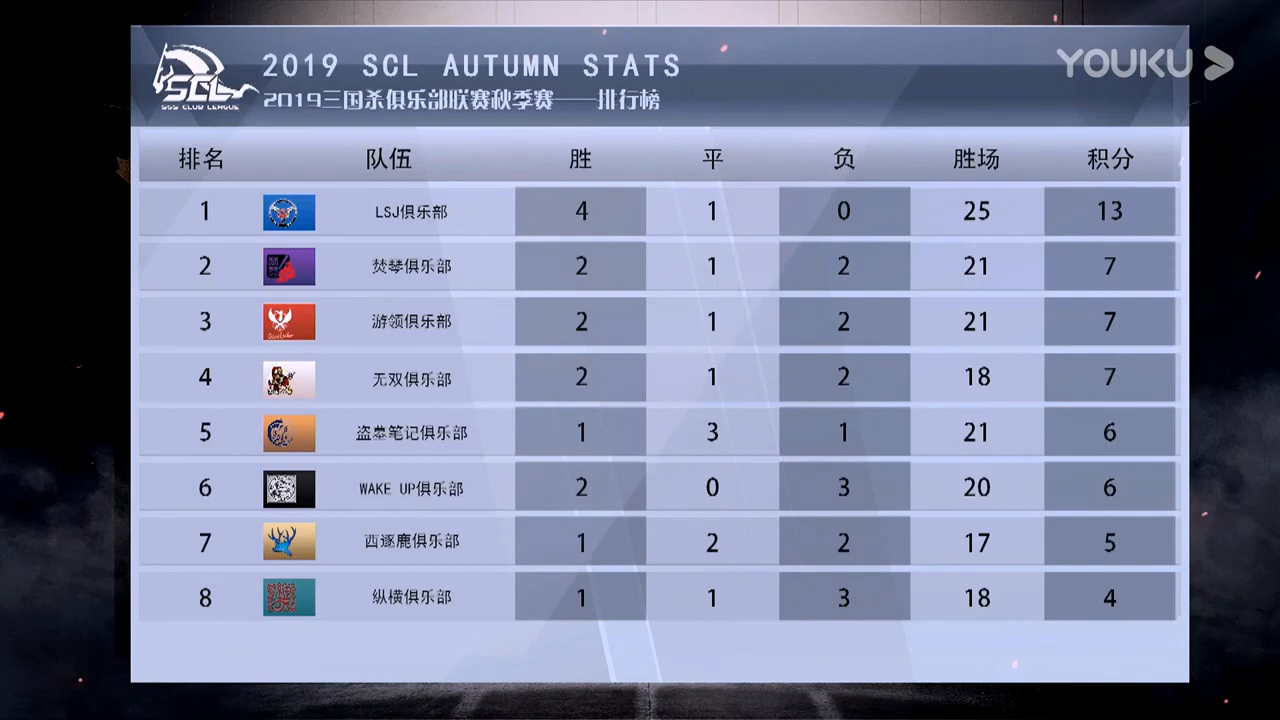 2019 SCL AUTUMN STATS
2019三国杀俱乐部联赛秋季赛——排行榜
SCL
SGS CLUB LEAGUE
YOUKU
排名 队伍 胜 平 负 胜场 积分
1 LSJ俱乐部 4 1 0 25 13
2 焚琴俱乐部 2 1 2 21 7
3 游领俱乐部 2 1 2 21 7
4 无双俱乐部 2 1 2 18 7
5 盗墓笔记俱乐部 1 3 1 21 6
6 WAKE UP俱乐部 2 0 3 20 6
7 西逐鹿俱乐部 1 2 2 17 5
8 纵横俱乐部 1 1 3 18 4